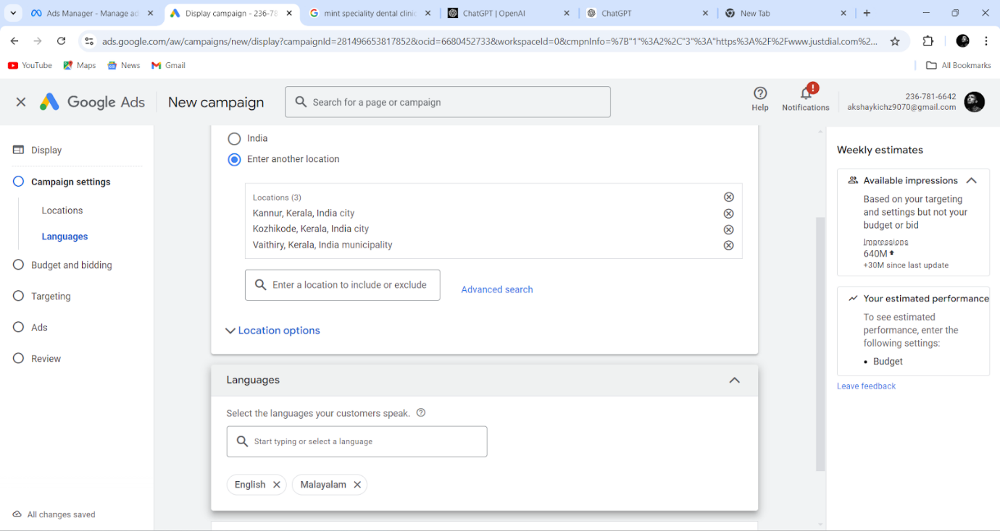 Ads Manager - Manage ad
Display campaign - 236-78
mint speciality dental clinic
ChatGPT | OpenAI
ChatGPT
New Tab
ads.google.com/aw/campaigns/new/display?campaignId=281496653817852&ocid=6680452733&workspaceId=0&cmpnInfo=%7B"1"%3A2%2C"3"%3A"https%3A%2F%2Fwww.justdial.com%2...
YouTube
Maps
News
Gmail
All Bookmarks
Google Ads
New campaign
Search for a page or campaign
Help
Notifications
236-781-6642
akshaykichz9070@gmail.com
Display
Campaign settings
Locations
Languages
Budget and bidding
Targeting
Ads
Review
All changes saved
India
Enter another location
Locations (3)
Kannur, Kerala, India city
Kozhikode, Kerala, India city
Vaithiry, Kerala, India municipality
Enter a location to include or exclude
Advanced search
Location options
Languages
Select the languages your customers speak.
Start typing or select a language
English
Malayalam
Weekly estimates
Available impressions
Based on your targeting
and settings but not your
budget or bid
Impressions
640M
+30M since last update
Your estimated performance
To see estimated
performance, enter the
following settings:
• Budget
Leave feedback